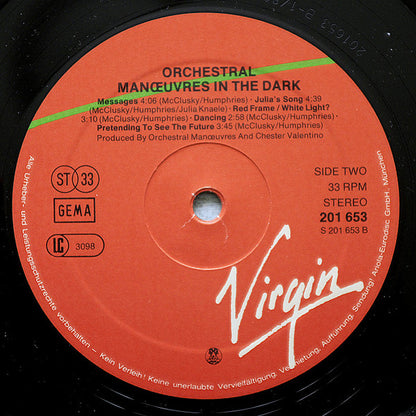 ORCHESTRAL
MANŒUVRES IN THE DARK
Messages 4:06 (McClusky/Humphries) · Julia's Song 4:39
(McClusky/Humphries/Julia Knaele) · Red Frame / White Light?
3:10 (McClusky/Humphries) · Dancing 2:58 (McClusky/Humphries) ·
Pretending To See The Future 3:45 (McClusky/Humphries)
Produced By Orchestral Manœuvres And Chester Valentino
ST 33
GEMA
LC 3098
SIDE TWO
33 RPM
STEREO
201 653
S 201 653 B
Virgin
Alle Urheber und Leistungsschutzrechte vorbehalten – Kein Verleih! Keine unerlaubte Vervielfältigung, Vermietung, Aufführung, Sendung! Ariola-Eurodisc GmbH., München